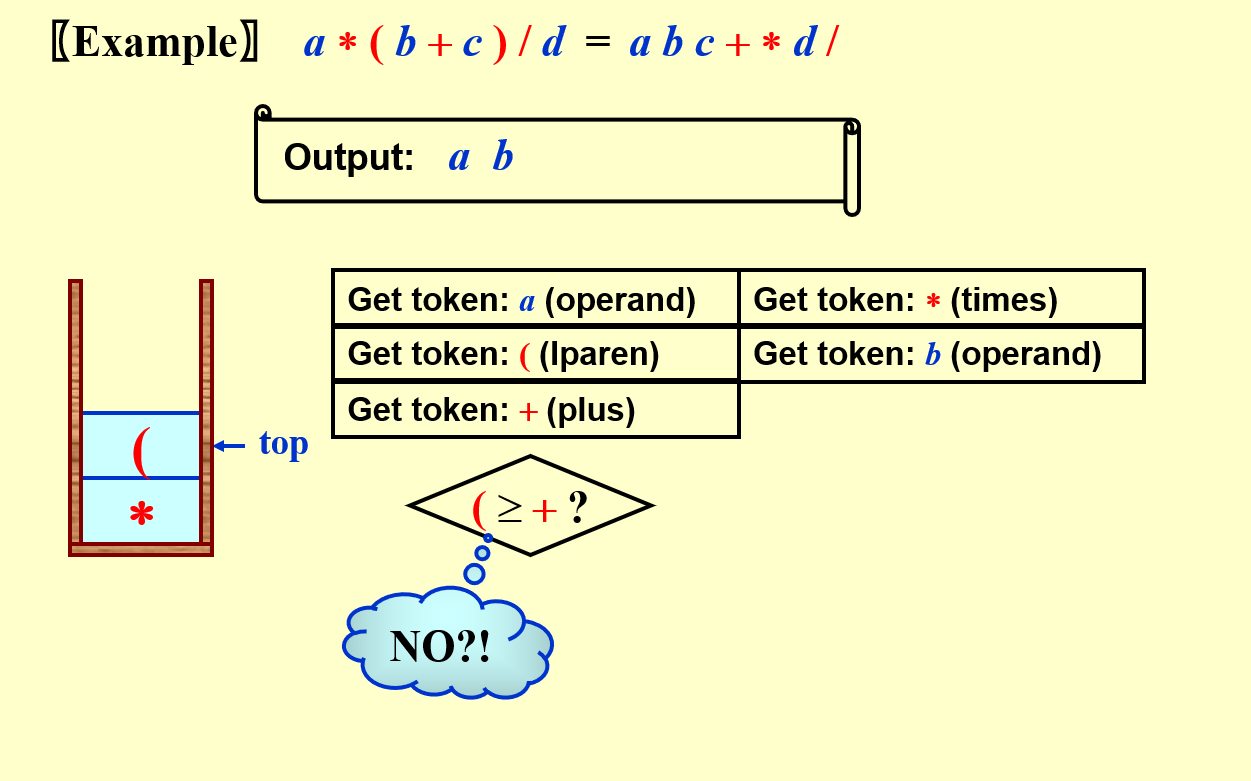 〖Example〗 a * ( b + c ) / d = a b c + * d /
Output: a b
Get token: a (operand) Get token: * (times)
Get token: ( (lparen) Get token: b (operand)
Get token: + (plus)
( top
*
( ≥ + ?
NO?!